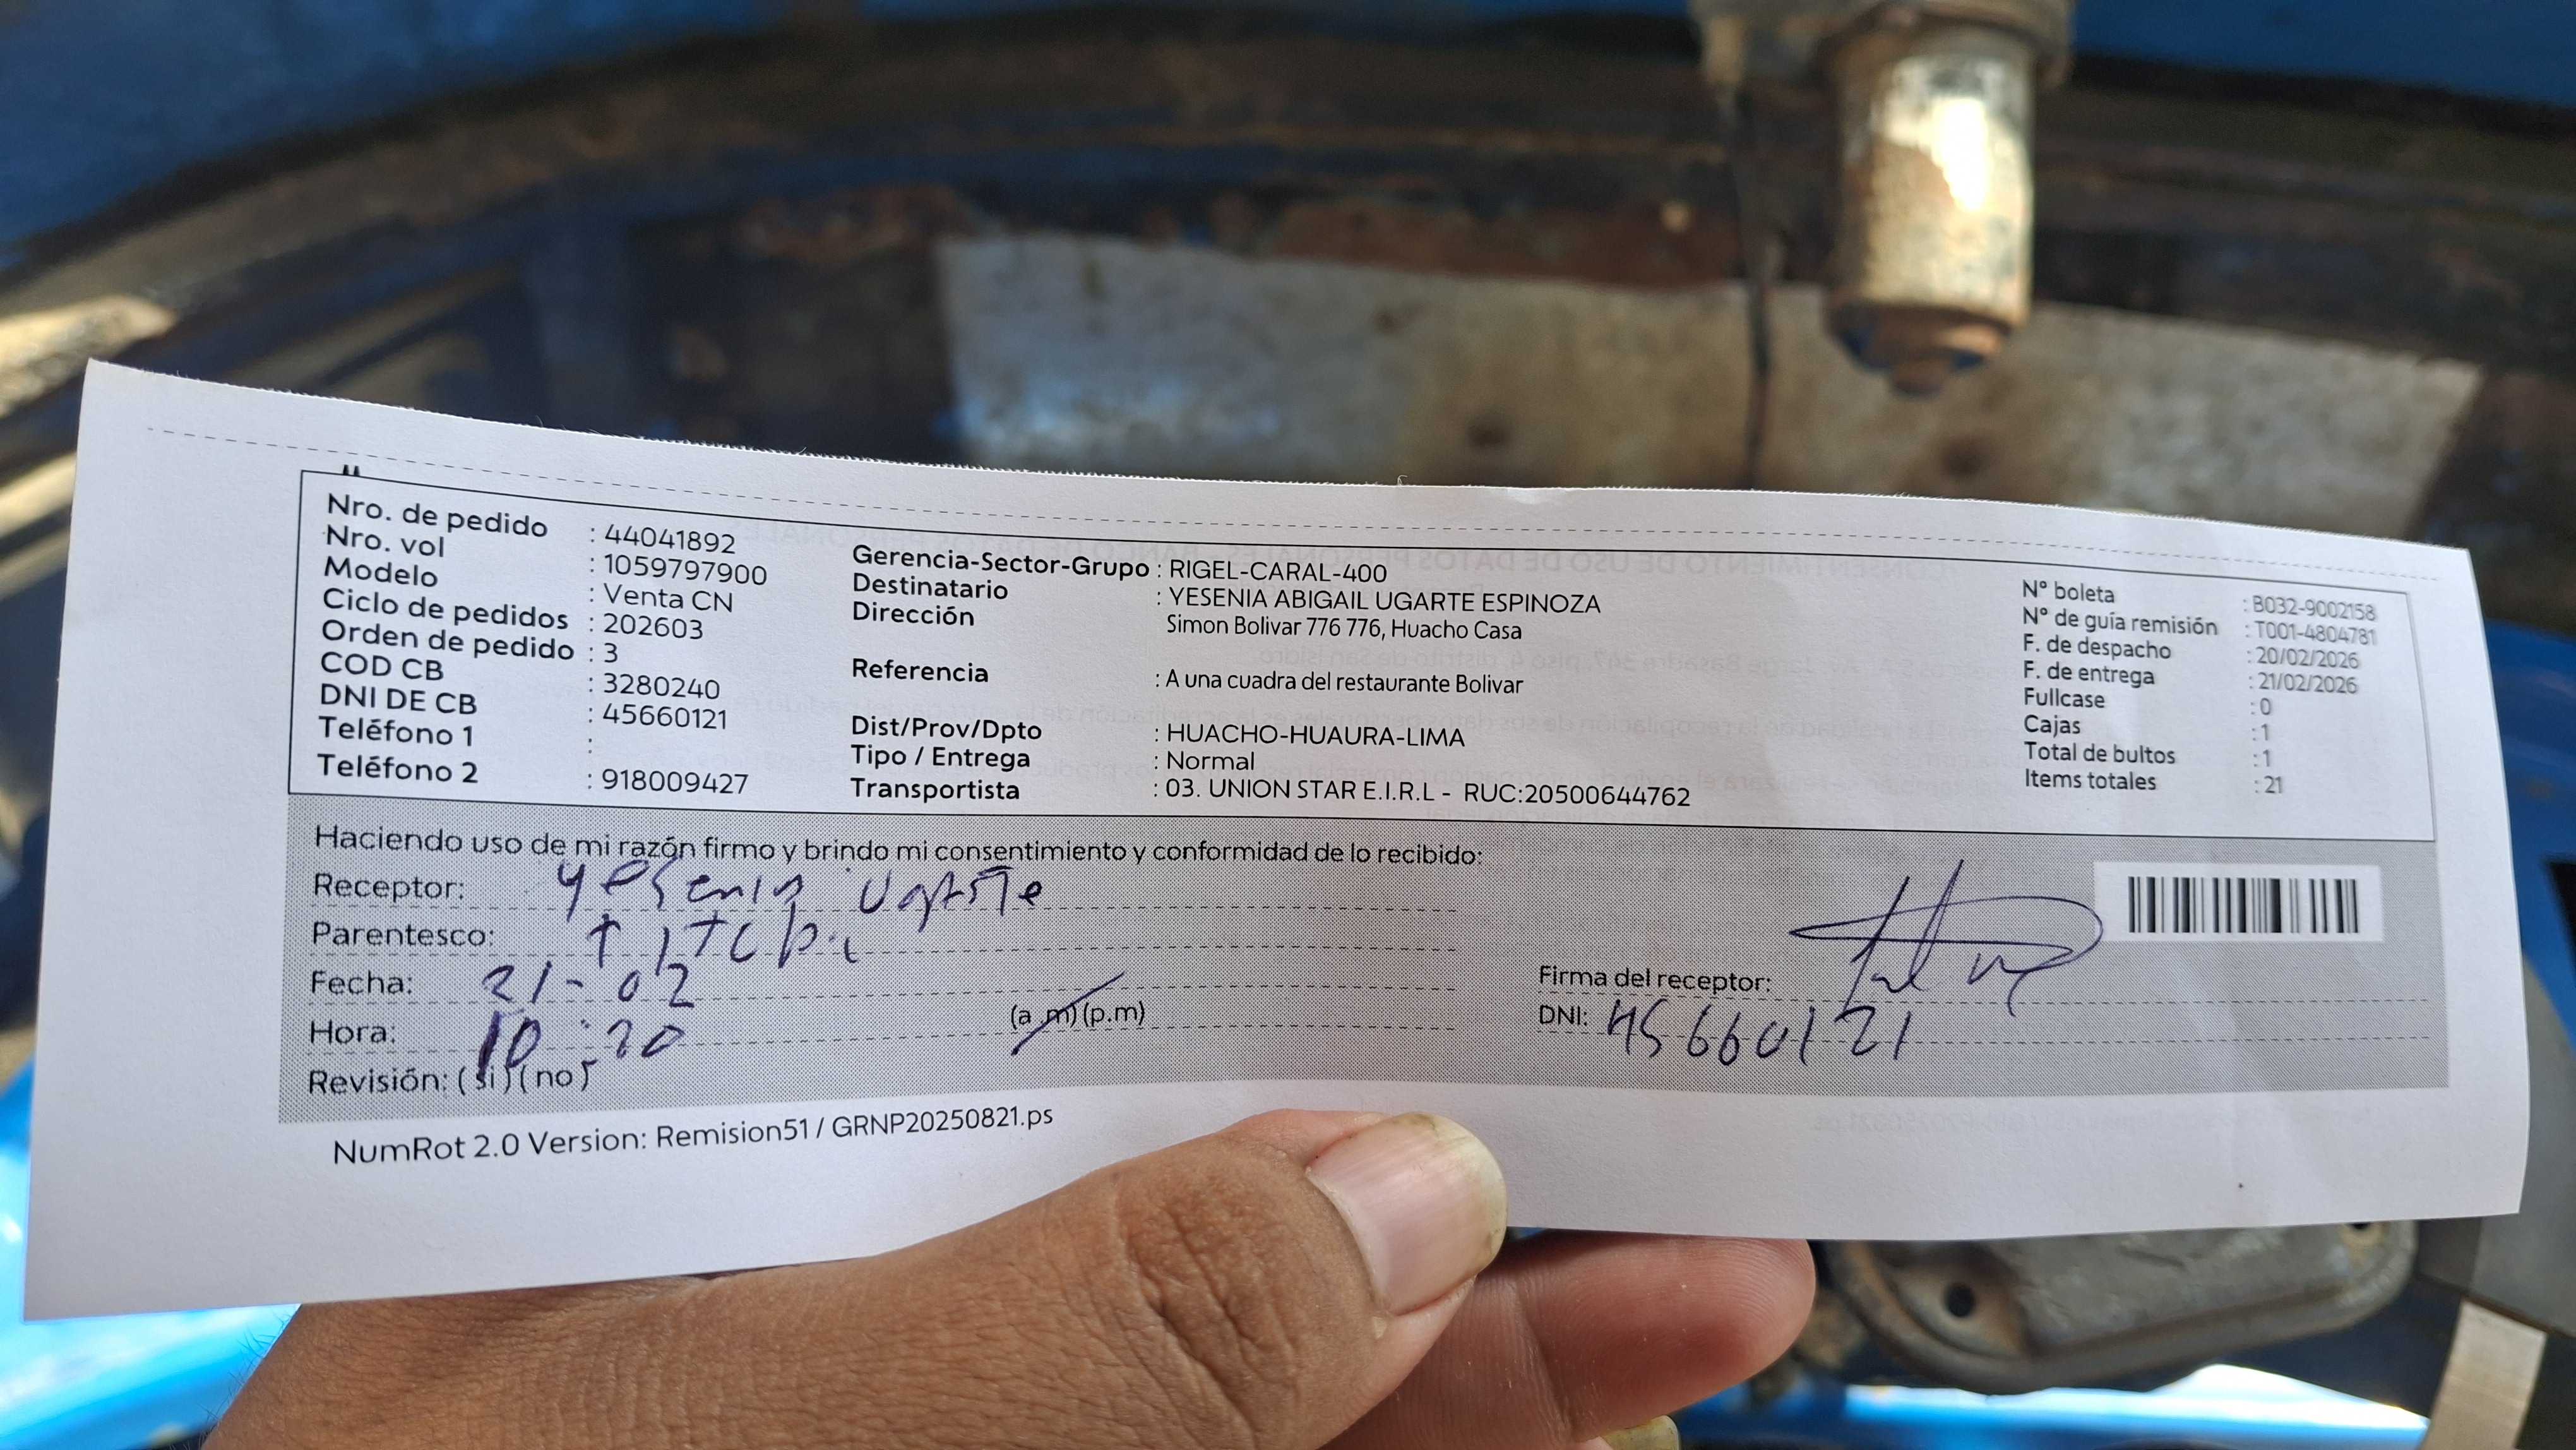 Nro. de pedido : 44041892
Nro. vol : 1059797900
Modelo : Venta CN
Ciclo de pedidos : 202603
Orden de pedido : 3
COD CB : 3280240
DNI DE CB : 45660121
Teléfono 1 :
Teléfono 2 : 918009427
Gerencia-Sector-Grupo : RIGEL-CARAL-400
Destinatario : YESENIA ABIGAIL UGARTE ESPINOZA
Dirección Simon Bolivar 776 776, Huacho Casa
Referencia : A una cuadra del restaurante Bolivar
Dist/Prov/Dpto : HUACHO-HUAURA-LIMA
Tipo / Entrega : Normal
Transportista : 03. UNION STAR E.I.R.L - RUC:20500644762
N° boleta : B032-9002158
N° de guía remisión : T001-4804781
F. de despacho : 20/02/2026
F. de entrega : 21/02/2026
Fullcase : 0
Cajas : 1
Total de bultos : 1
Items totales : 21
Haciendo uso de mi razón firmo y brindo mi consentimiento y conformidad de lo recibido:
Receptor: Yesenia Ugarte
Parentesco:
Fecha: 21-02
Hora: 10:20 (a.m)(p.m)
Revisión: (si)(no)
Firma del receptor:
DNI: 45660121
NumRot 2.0 Version: Remision51 / GRNP20250821.ps